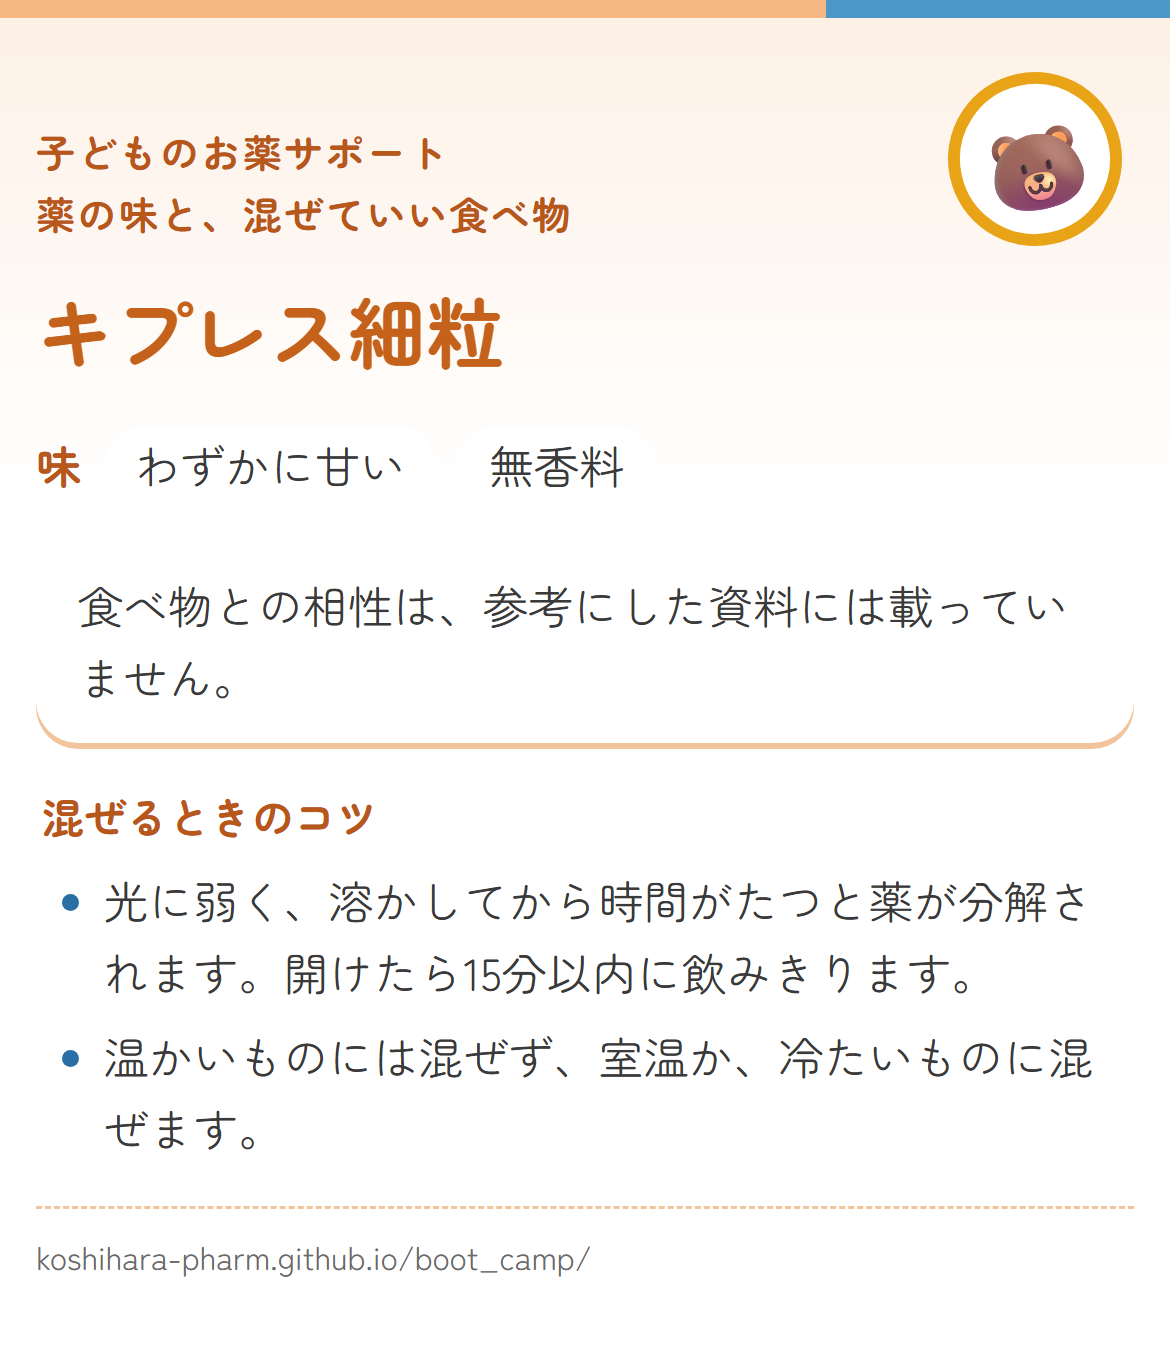 子どものお薬サポート
薬の味と、混ぜていい食べ物
キプレス細粒
味 わずかに甘い 無香料
食べ物との相性は、参考にした資料には載ってい
ません。
混ぜるときのコツ
光に弱く、溶かしてから時間がたつと薬が分解さ
れます。開けたら15分以内に飲みきります。
温かいものには混ぜず、室温か、冷たいものに混
ぜます。
koshihara-pharm.github.io/boot_camp/